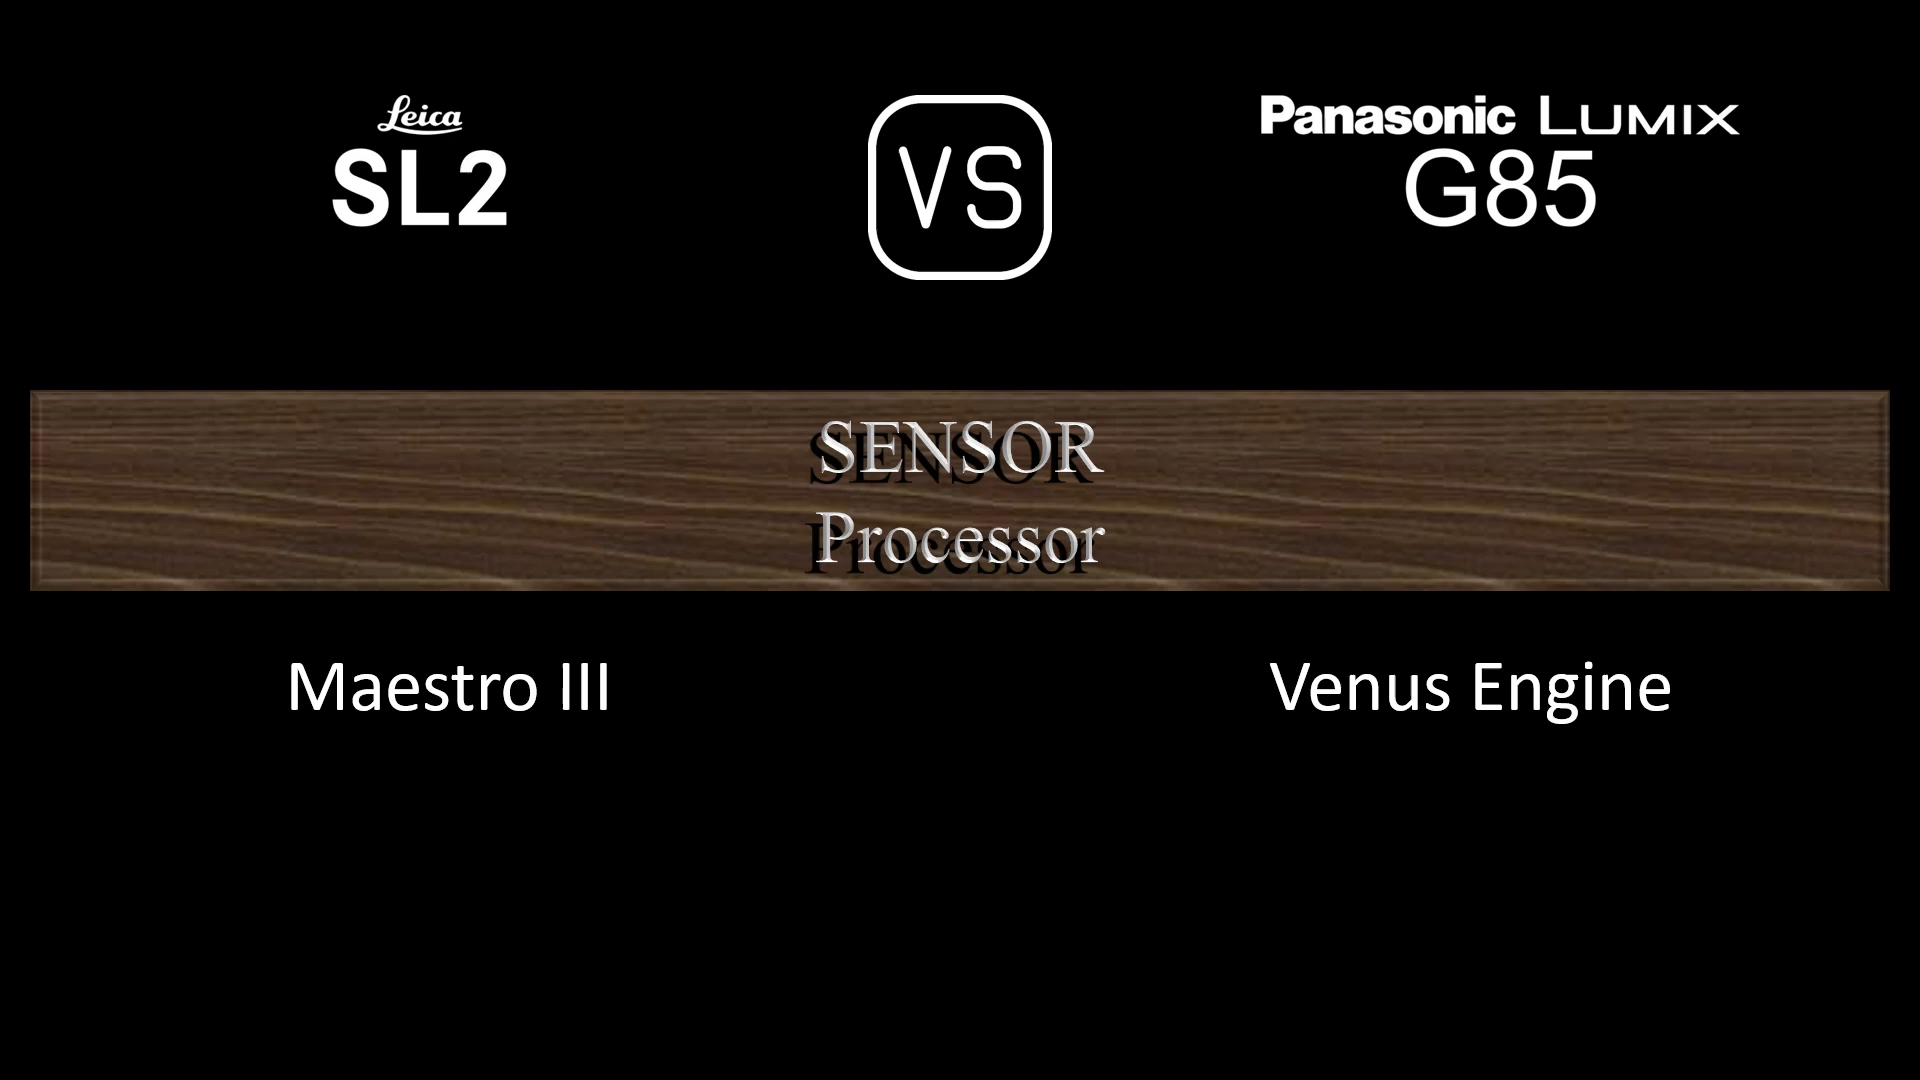 Leica
SL2
VS
Panasonic LUMIX
G85
SENSOR
Processor
Maestro III
Venus Engine